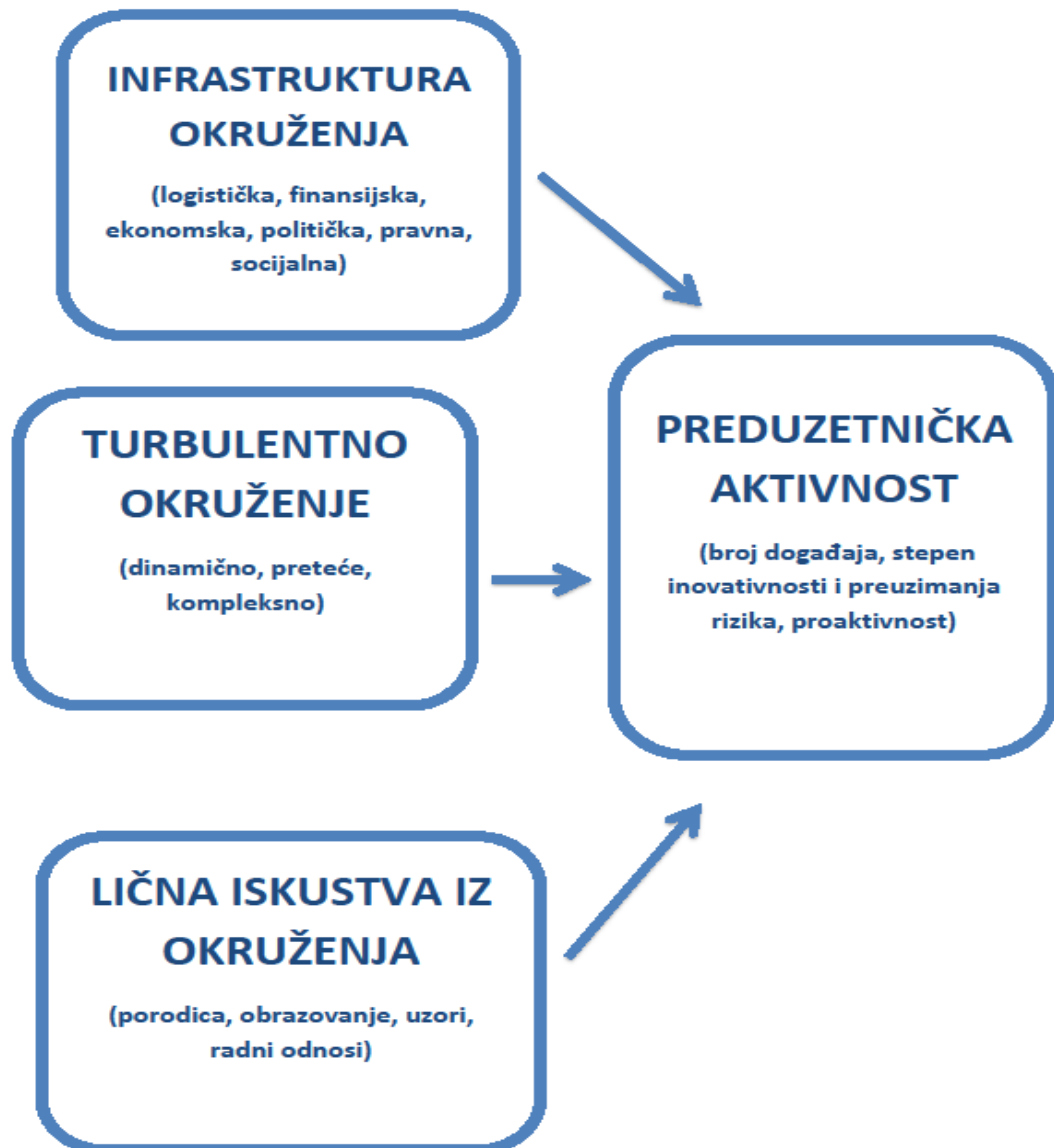 INFRASTRUKTURA
OKRUŽENJA
(logistička, finansijska,
ekonomska, politička, pravna,
socijalna)
TURBULENTNO
OKRUŽENJE
(dinamično, preteće,
kompleksno)
PREDUZETNIČKA
AKTIVNOST
(broj događaja, stepen
inovativnosti i preuzimanja
rizika, proaktivnost)
LIČNA ISKUSTVA IZ
OKRUŽENJA
(porodica, obrazovanje, uzori,
radni odnosi)